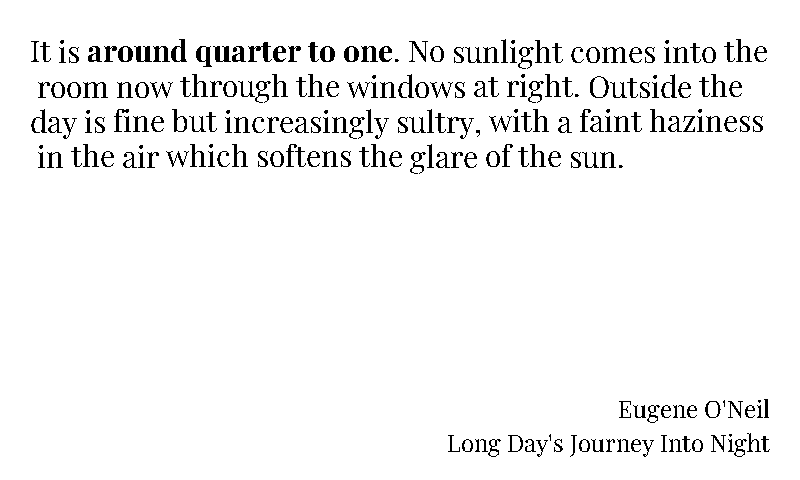 It is around quarter to one. No sunlight comes into the
room now through the windows at right. Outside the
day is fine but increasingly sultry, with a faint haziness
in the air which softens the glare of the sun.
Eugene O'Neil
Long Day's Journey Into Night